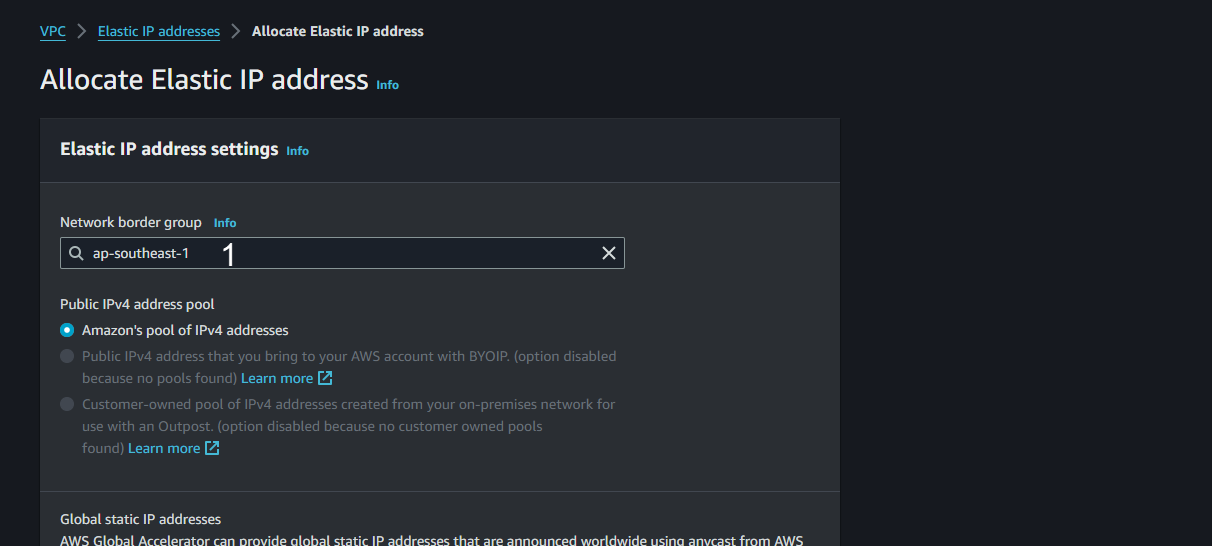 VPC > Elastic IP addresses > Allocate Elastic IP address
Allocate Elastic IP address Info
Elastic IP address settings Info
Network border group Info
ap-southeast-1 1
Public IPv4 address pool
Amazon's pool of IPv4 addresses
Public IPv4 address that you bring to your AWS account with BYOIP. (option disabled
because no pools found) Learn more
Customer-owned pool of IPv4 addresses created from your on-premises network for
use with an Outpost. (option disabled because no customer owned pools
found) Learn more
Global static IP addresses
AWS Global Accelerator can provide global static IP addresses that are announced worldwide using anycast from AWS